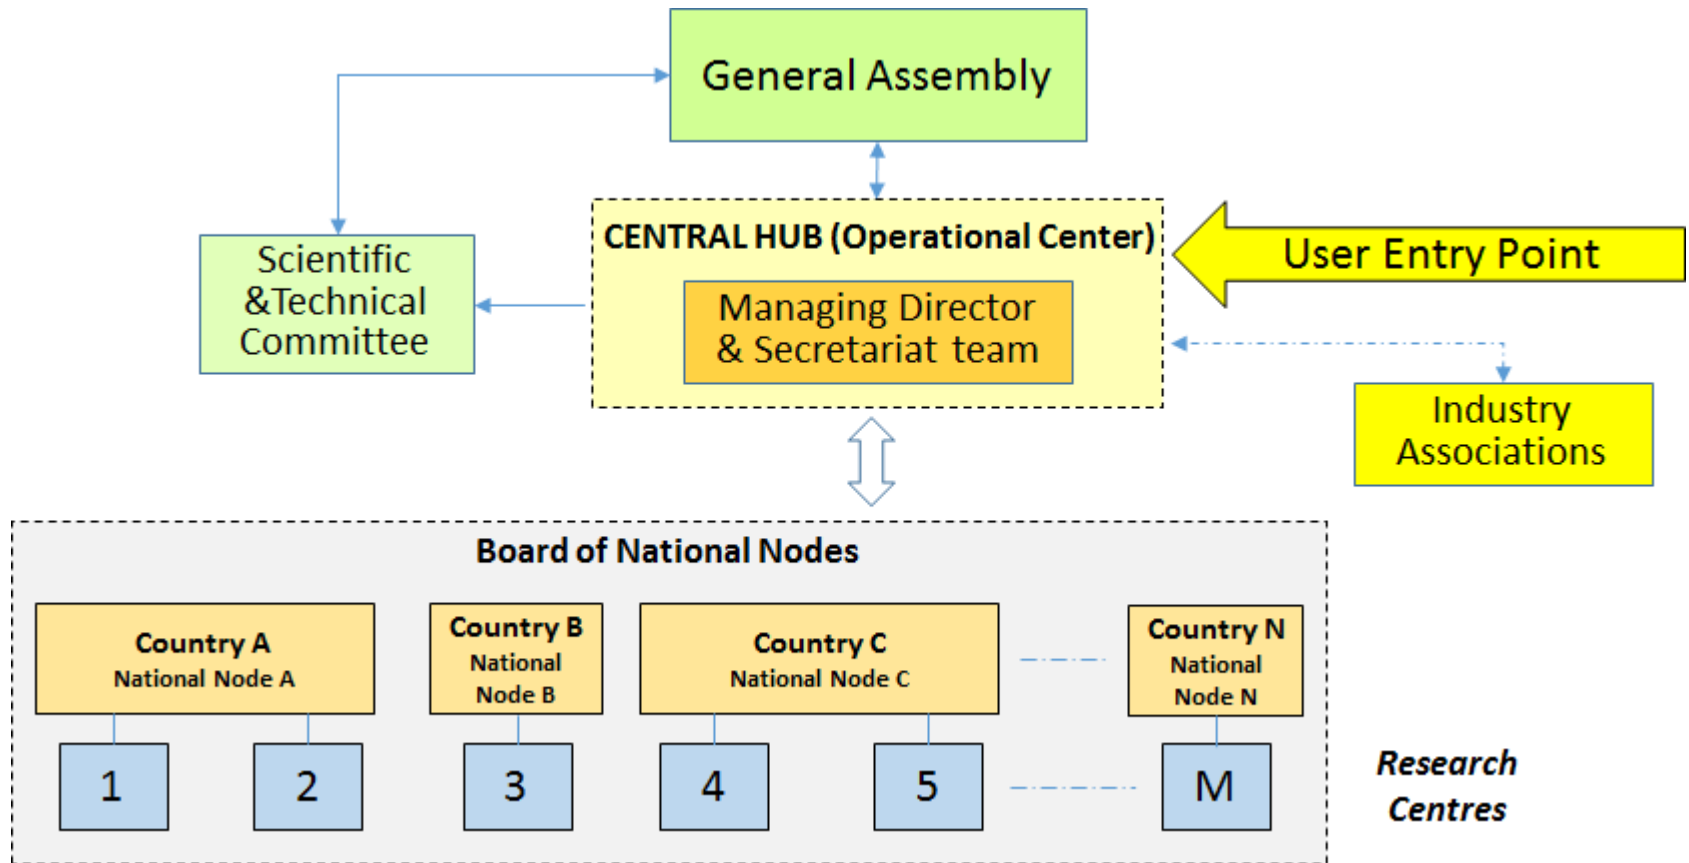 General Assembly
CENTRAL HUB (Operational Center)
Managing Director
& Secretariat team
User Entry Point
Scientific
&Technical
Committee
Industry
Associations
Board of National Nodes
Country A
National Node A
Country B
National
Node B
Country C
National Node C
Country N
National
Node N
1
2
3
4
5
M
Research
Centres